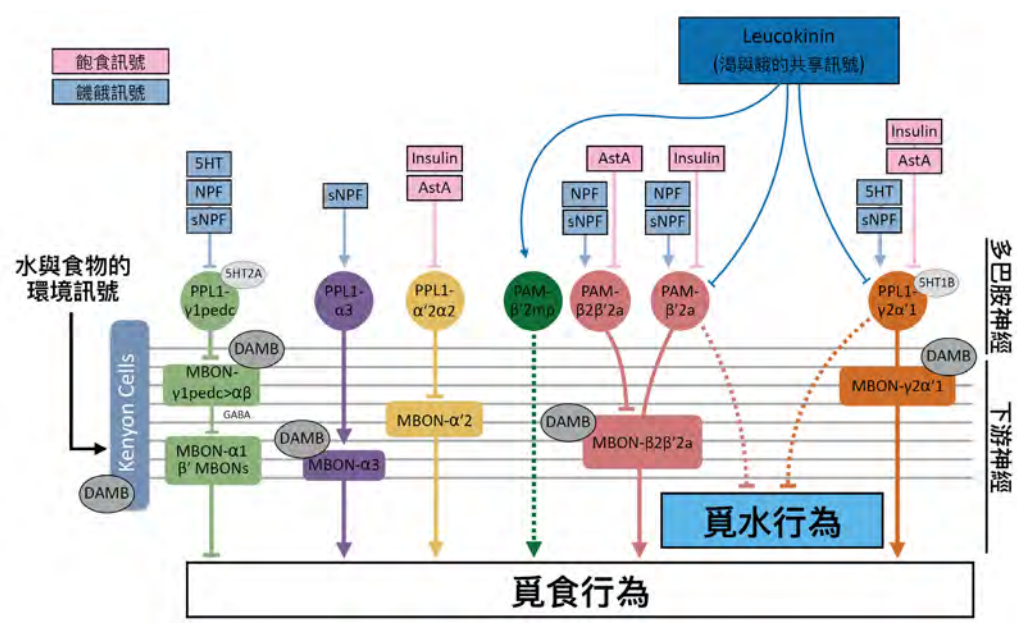 Leucokinin
(渴與餓的共享訊號)
飽食訊號
饑餓訊號
5HT
NPF
sNPF
sNPF
Insulin
AstA
AstA
NPF
sNPF
Insulin
NPF
sNPF
Insulin
AstA
5HT
sNPF
水與食物的
環境訊號
PPL1-
γ1pedc
5HT2A
PPL1-
α3
PPL1-
α'2α2
PAM-
β'2mp
PAM-
β2β'2a
PAM-
β'2a
PPL1-
γ2α'1
5HT1B
多巴胺神經
Kenyon Cells
DAMB
DAMB
MBON-
γ1pedc>αβ
GABA
MBON-α1
β' MBONs
DAMB
MBON-α3
MBON-α'2
DAMB
MBON-β2β'2a
DAMB
MBON-γ2α'1
下游神經
覓水行為
覓食行為